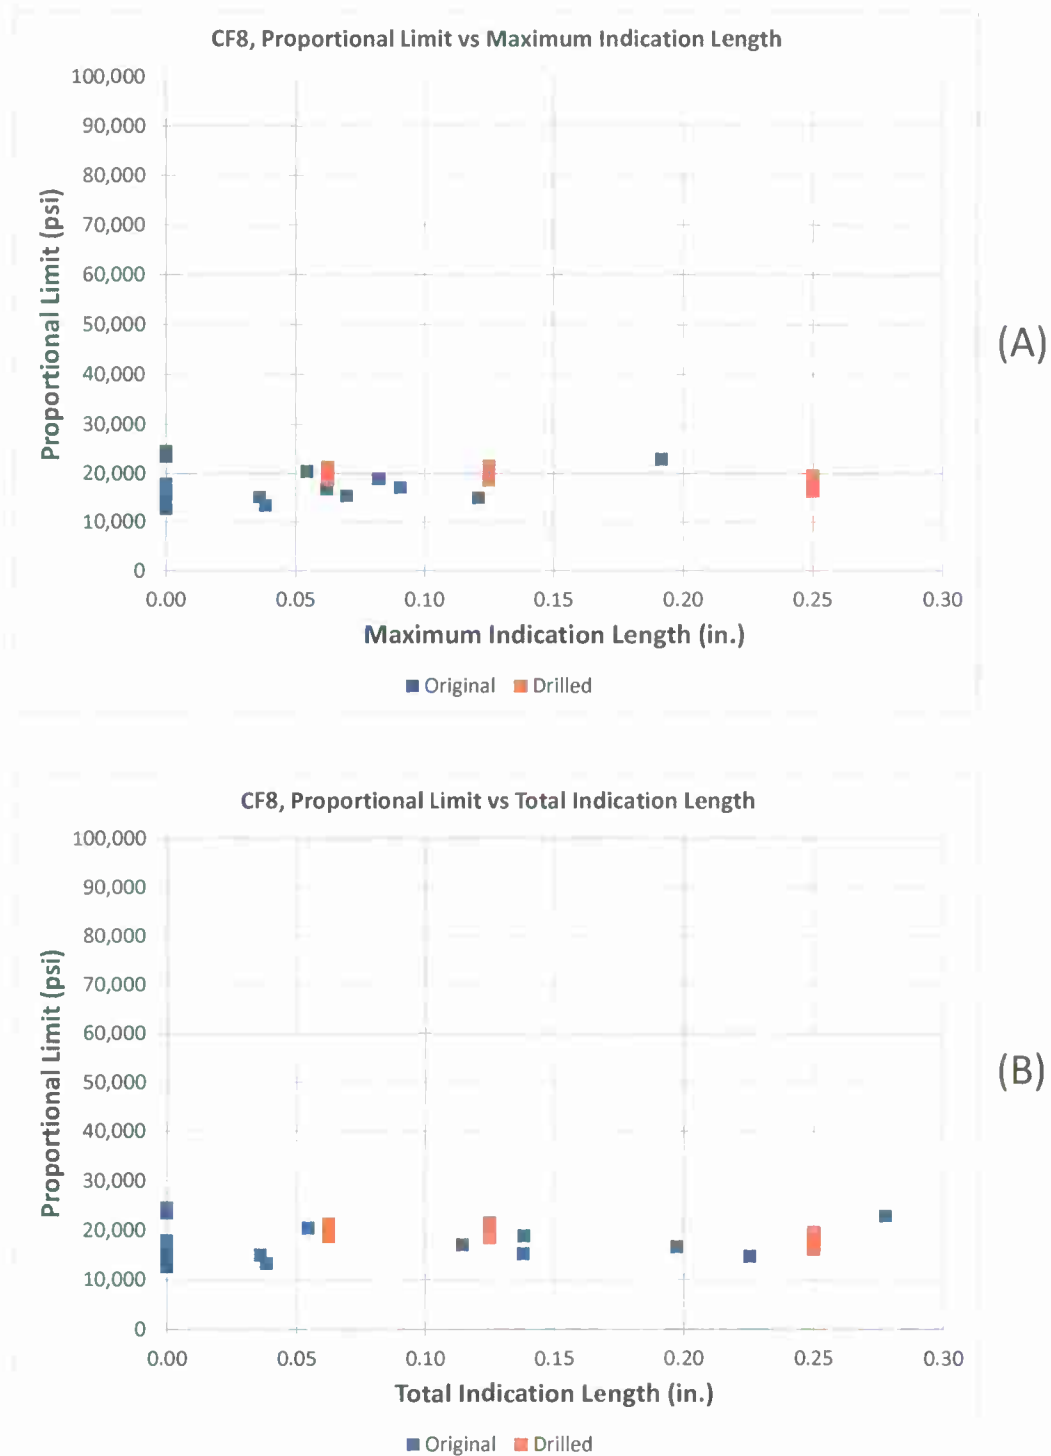 CF8, Proportional Limit vs Maximum Indication Length
100,000
90,000
80,000
70,000
60,000
50,000
40,000
30,000
20,000
10,000
0
Proportional Limit (psi)
0.00 0.05 0.10 0.15 0.20 0.25 0.30
Maximum Indication Length (in.)
Original Drilled
(A)
CF8, Proportional Limit vs Total Indication Length
100,000
90,000
80,000
70,000
60,000
50,000
40,000
30,000
20,000
10,000
0
Proportional Limit (psi)
0.00 0.05 0.10 0.15 0.20 0.25 0.30
Total Indication Length (in.)
Original Drilled
(B)